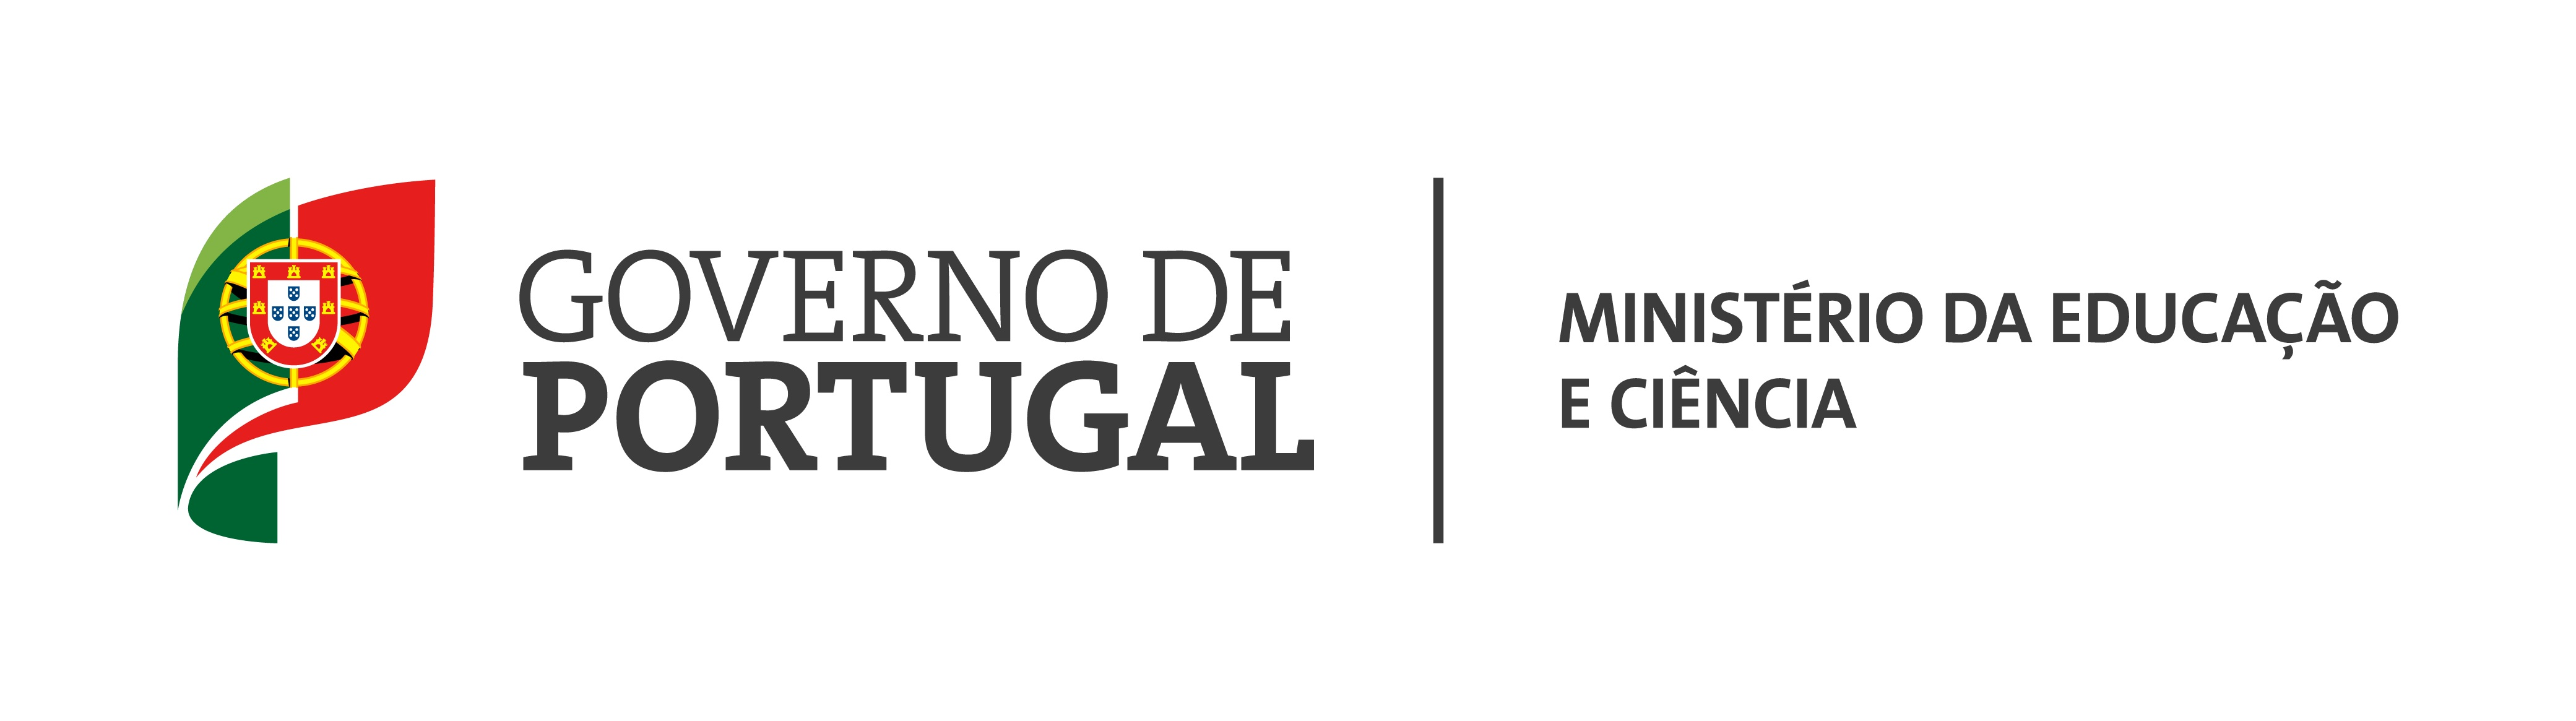 GOVERNO DE
PORTUGAL
MINISTÉRIO DA EDUCAÇÃO
E CIÊNCIA